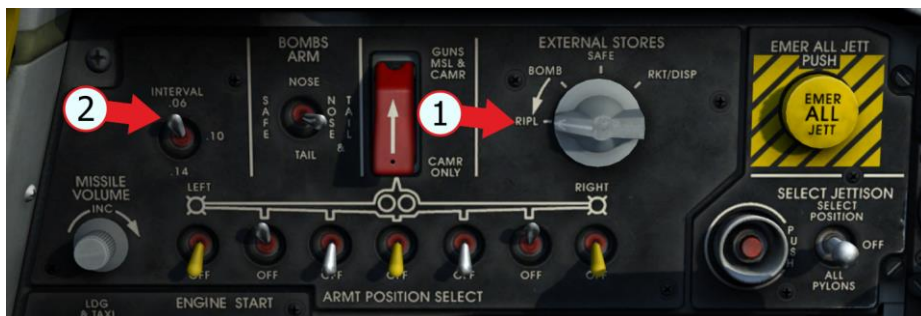 BOMBS
ARM
NOSE
SAFE
NOSE & TAIL
TAIL
GUNS
MSL &
CAMR
CAMR
ONLY
EXTERNAL STORES
SAFE
BOMB
RKT/DISP
RIPL
1
EMER ALL JETT
PUSH
EMER
ALL
JETT
INTERVAL
.06
.10
.14
2
MISSILE
VOLUME
INC
LEFT
RIGHT
OFF
OFF
OFF
OFF
OFF
OFF
OFF
ARMT POSITION SELECT
SELECT JETTISON
SELECT
POSITION
OFF
ALL
PYLONS
PUSH
LDG
& TAXI
ENGINE START